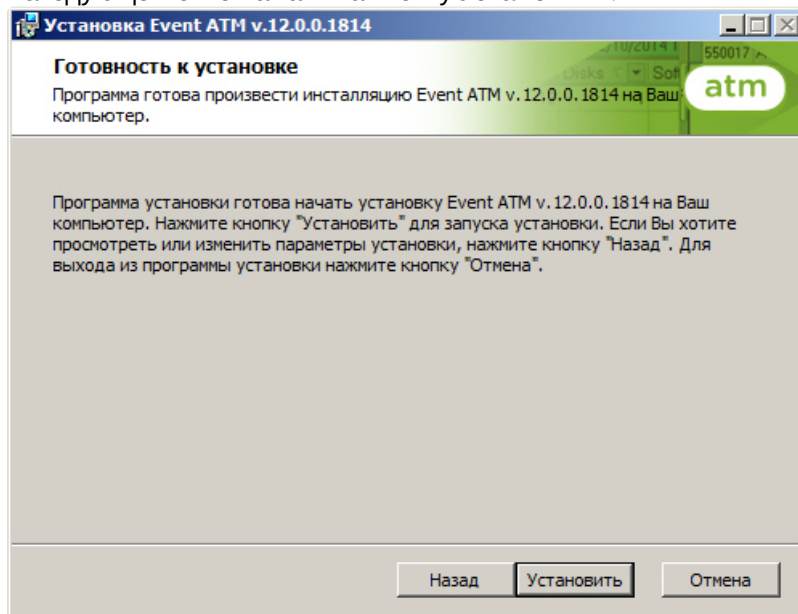 Установка Event ATM v.12.0.0.1814
Готовность к установке
Программа готова произвести инсталляцию Event ATM v.12.0.0.1814 на Ваш
компьютер.
550017
atm
Программа установки готова начать установку Event ATM v.12.0.0.1814 на Ваш
компьютер. Нажмите кнопку "Установить" для запуска установки. Если Вы хотите
просмотреть или изменить параметры установки, нажмите кнопку "Назад". Для
выхода из программы установки нажмите кнопку "Отмена".
Назад
Установить
Отмена